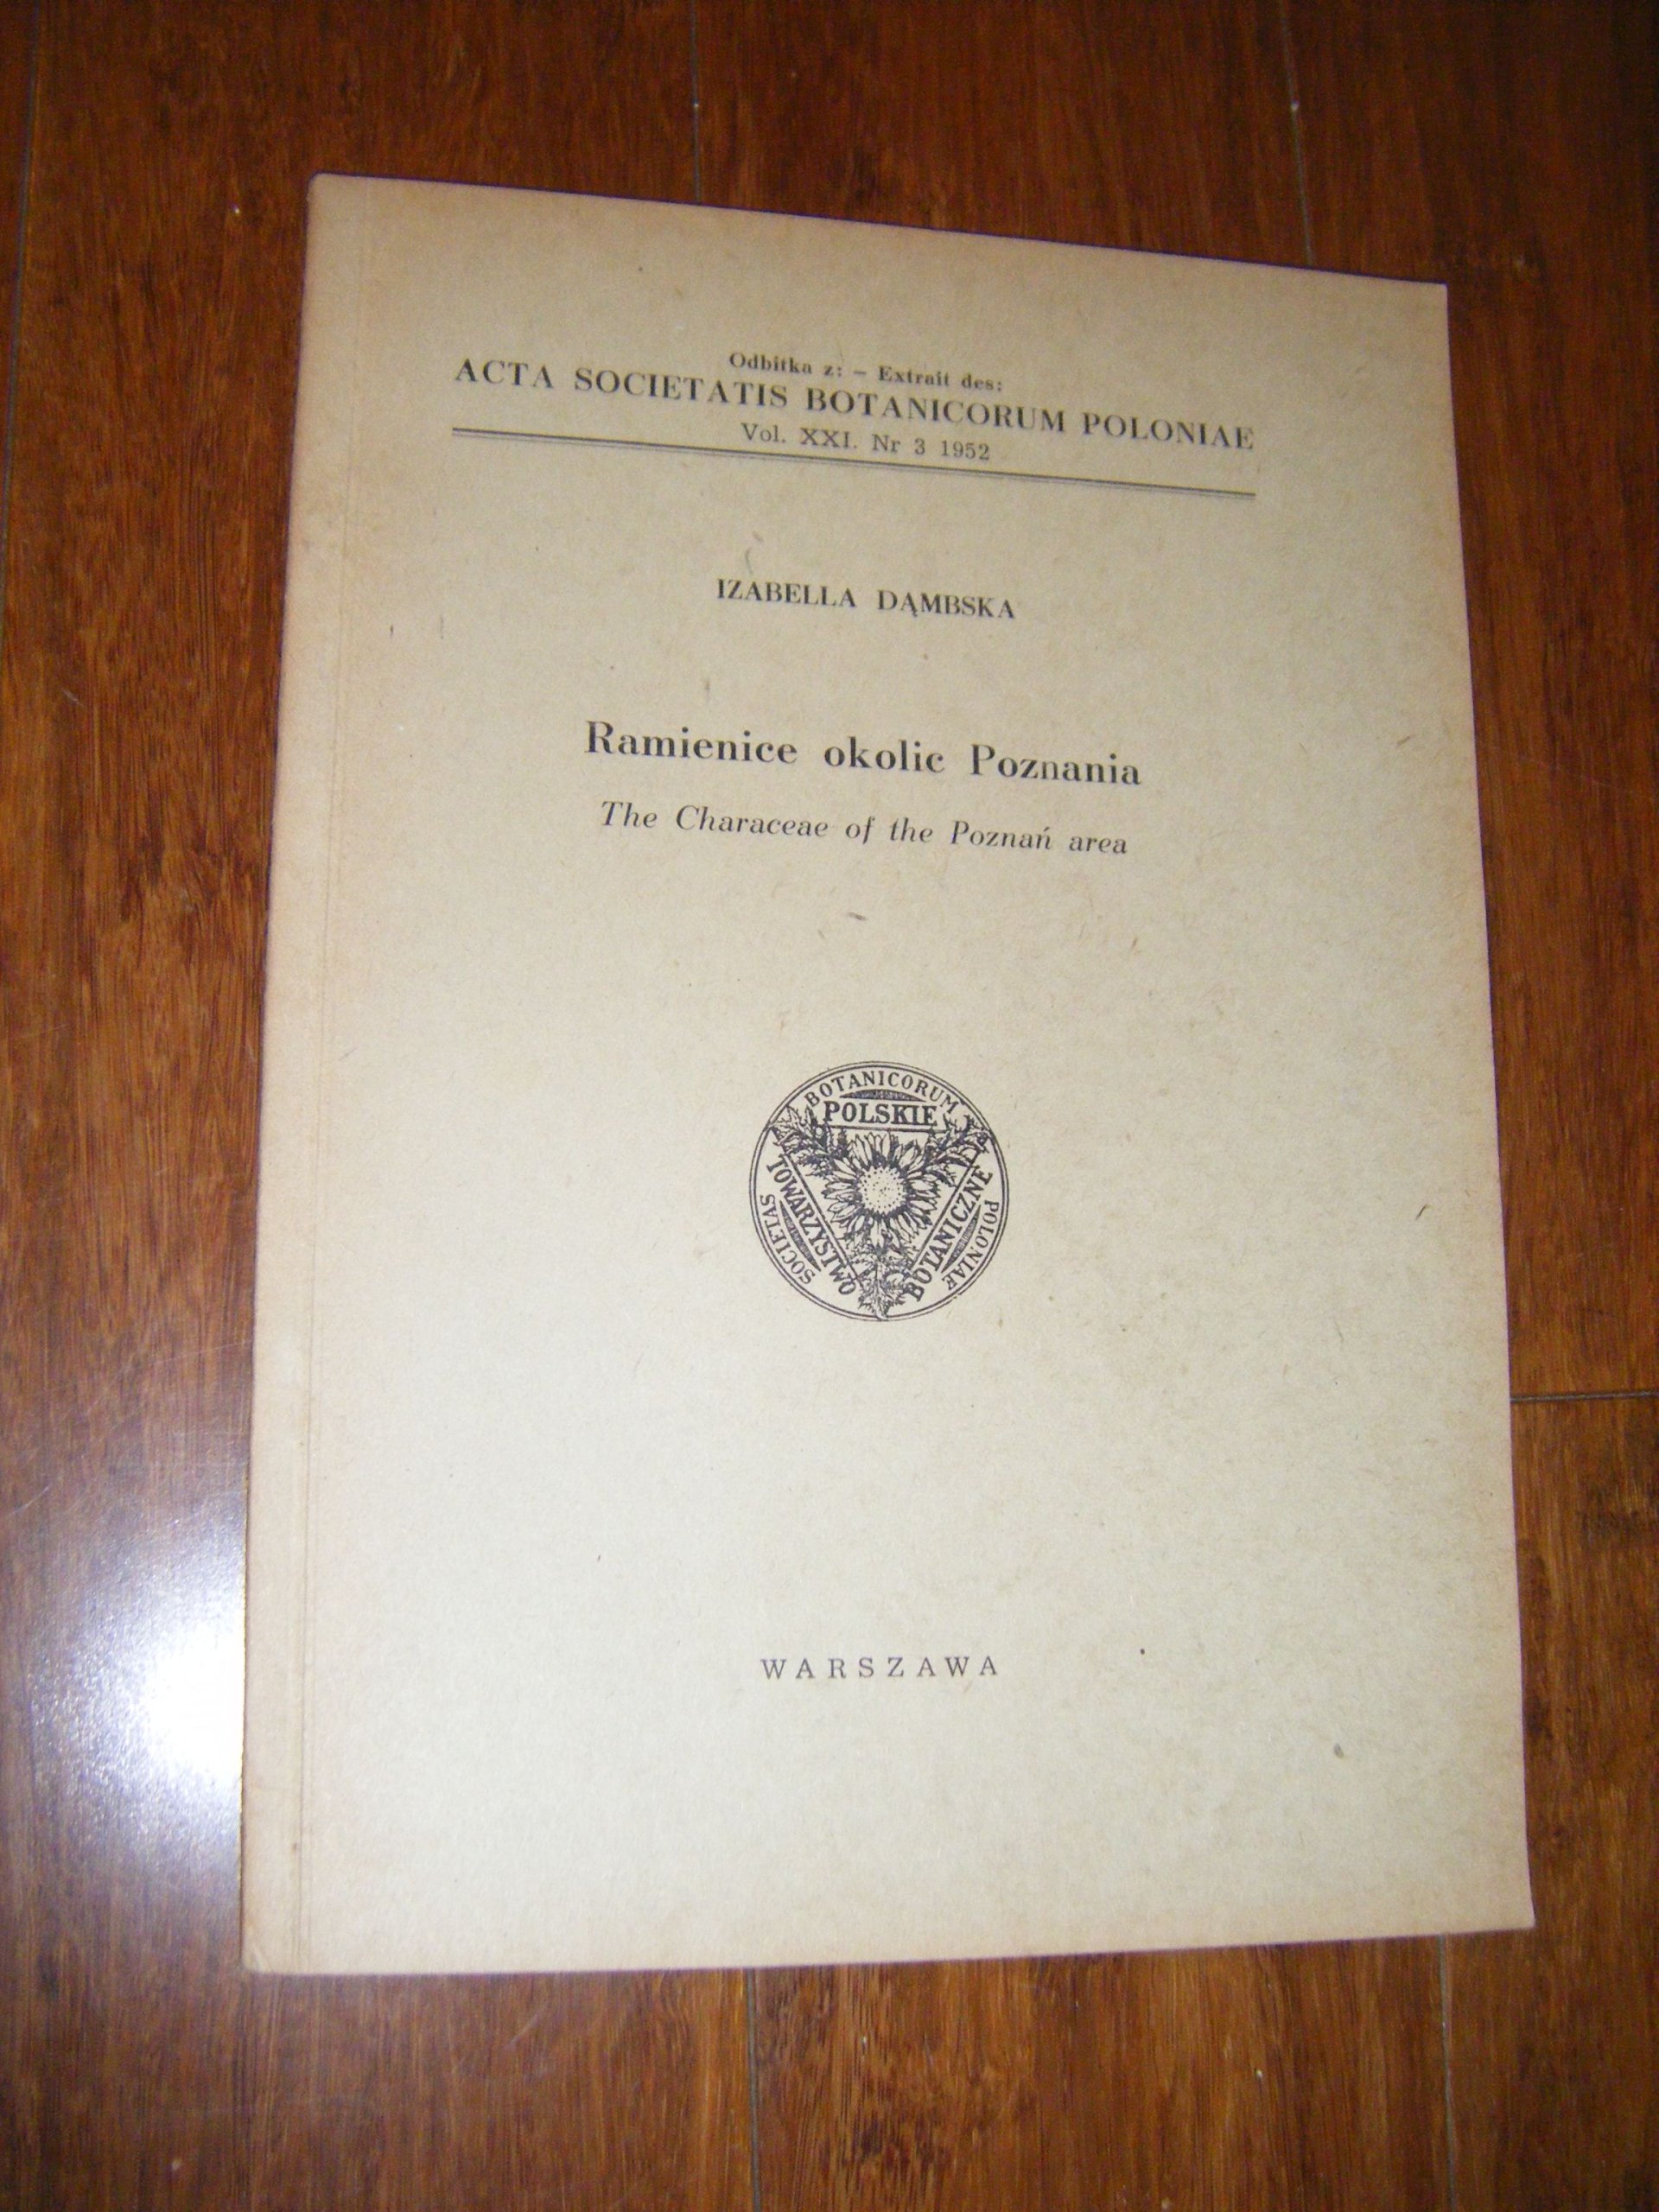 Odbitka z: – Extrait des:
ACTA SOCIETATIS BOTANICORUM POLONIAE
Vol. XXI. Nr 3 1952
IZABELLA DĄMBSKA
Ramienice okolic Poznania
The Characeae of the Poznań area
SOCIETAS BOTANICORUM POLONIAE
POLSKIE
TOWARZYSTWO
BOTANICZNE
WARSZAWA